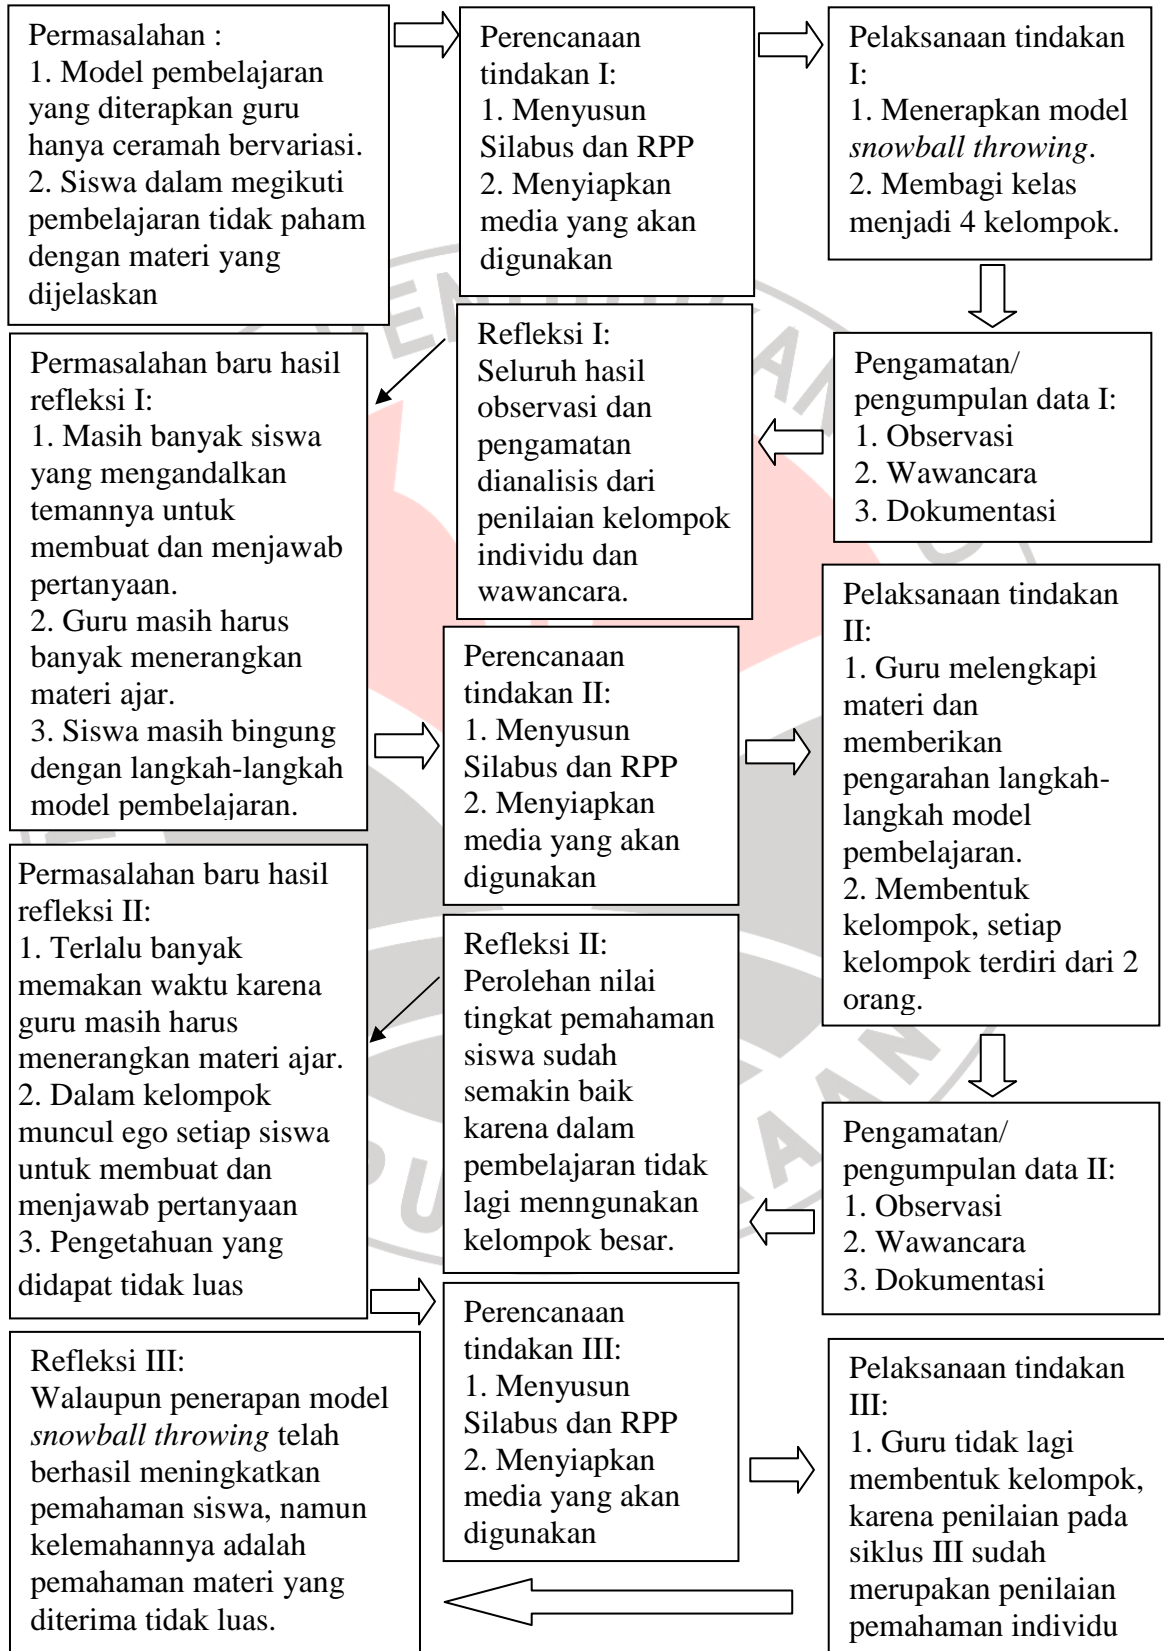 Permasalahan :
1. Model pembelajaran
yang diterapkan guru
hanya ceramah bervariasi.
2. Siswa dalam megikuti
pembelajaran tidak paham
dengan materi yang
dijelaskan
Perencanaan
tindakan I:
1. Menyusun
Silabus dan RPP
2. Menyiapkan
media yang akan
digunakan
Pelaksanaan tindakan
I:
1. Menerapkan model
snowball throwing.
2. Membagi kelas
menjadi 4 kelompok.
Pengamatan/
pengumpulan data I:
1. Observasi
2. Wawancara
3. Dokumentasi
Refleksi I:
Seluruh hasil
observasi dan
pengamatan
dianalisis dari
penilaian kelompok
individu dan
wawancara.
Permasalahan baru hasil
refleksi I:
1. Masih banyak siswa
yang mengandalkan
temannya untuk
membuat dan menjawab
pertanyaan.
2. Guru masih harus
banyak menerangkan
materi ajar.
3. Siswa masih bingung
dengan langkah-langkah
model pembelajaran.
Perencanaan
tindakan II:
1. Menyusun
Silabus dan RPP
2. Menyiapkan
media yang akan
digunakan
Pelaksanaan tindakan
II:
1. Guru melengkapi
materi dan
memberikan
pengarahan langkah-
langkah model
pembelajaran.
2. Membentuk
kelompok, setiap
kelompok terdiri dari 2
orang.
Pengamatan/
pengumpulan data II:
1. Observasi
2. Wawancara
3. Dokumentasi
Refleksi II:
Perolehan nilai
tingkat pemahaman
siswa sudah
semakin baik
karena dalam
pembelajaran tidak
lagi menngunakan
kelompok besar.
Permasalahan baru hasil
refleksi II:
1. Terlalu banyak
memakan waktu karena
guru masih harus
menerangkan materi ajar.
2. Dalam kelompok
muncul ego setiap siswa
untuk membuat dan
menjawab pertanyaan
3. Pengetahuan yang
didapat tidak luas
Perencanaan
tindakan III:
1. Menyusun
Silabus dan RPP
2. Menyiapkan
media yang akan
digunakan
Pelaksanaan tindakan
III:
1. Guru tidak lagi
membentuk kelompok,
karena penilaian pada
siklus III sudah
merupakan penilaian
pemahaman individu
Refleksi III:
Walaupun penerapan model
snowball throwing telah
berhasil meningkatkan
pemahaman siswa, namun
kelemahannya adalah
pemahaman materi yang
diterima tidak luas.